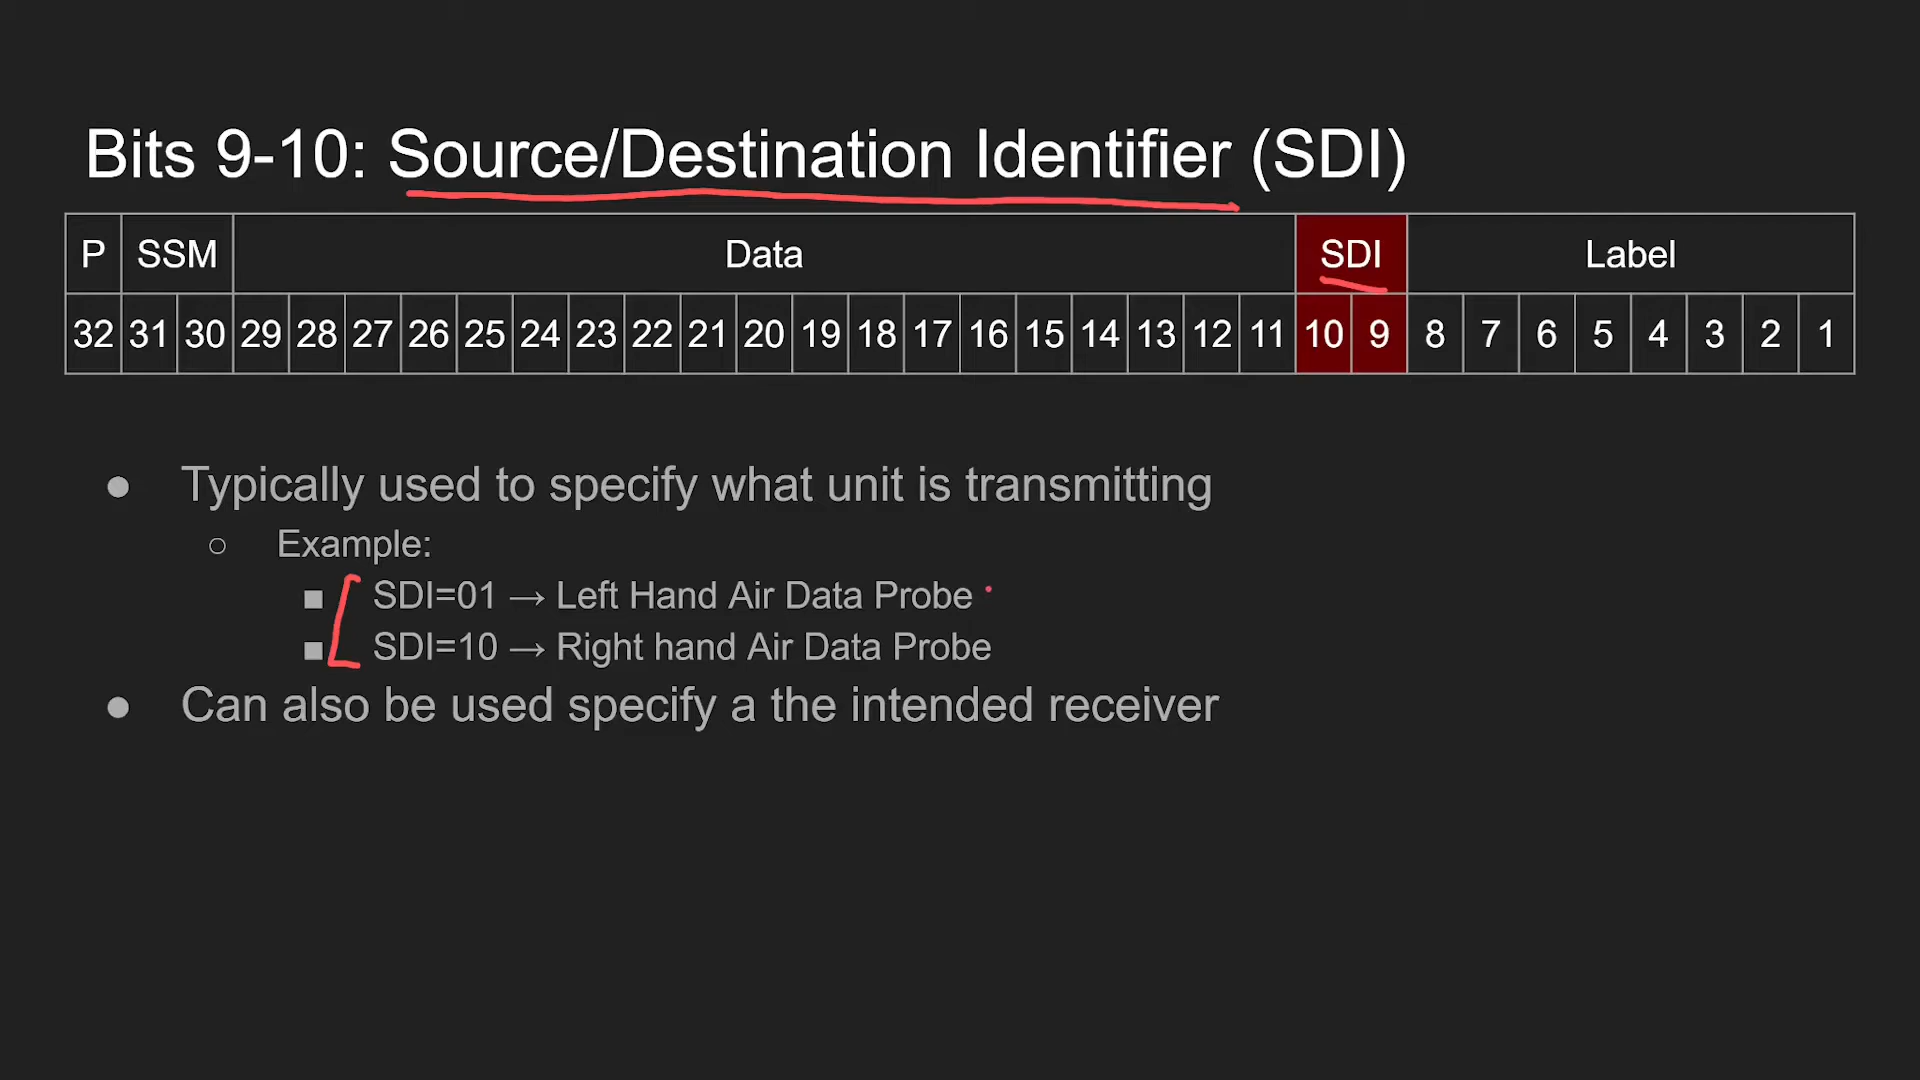 Bits 9-10: Source/Destination Identifier (SDI)
P SSM Data SDI Label
32 31 30 29 28 27 26 25 24 23 22 21 20 19 18 17 16 15 14 13 12 11 10 9 8 7 6 5 4 3 2 1
● Typically used to specify what unit is transmitting
○ Example:
■ SDI=01 → Left Hand Air Data Probe
■ SDI=10 → Right hand Air Data Probe
● Can also be used specify a the intended receiver